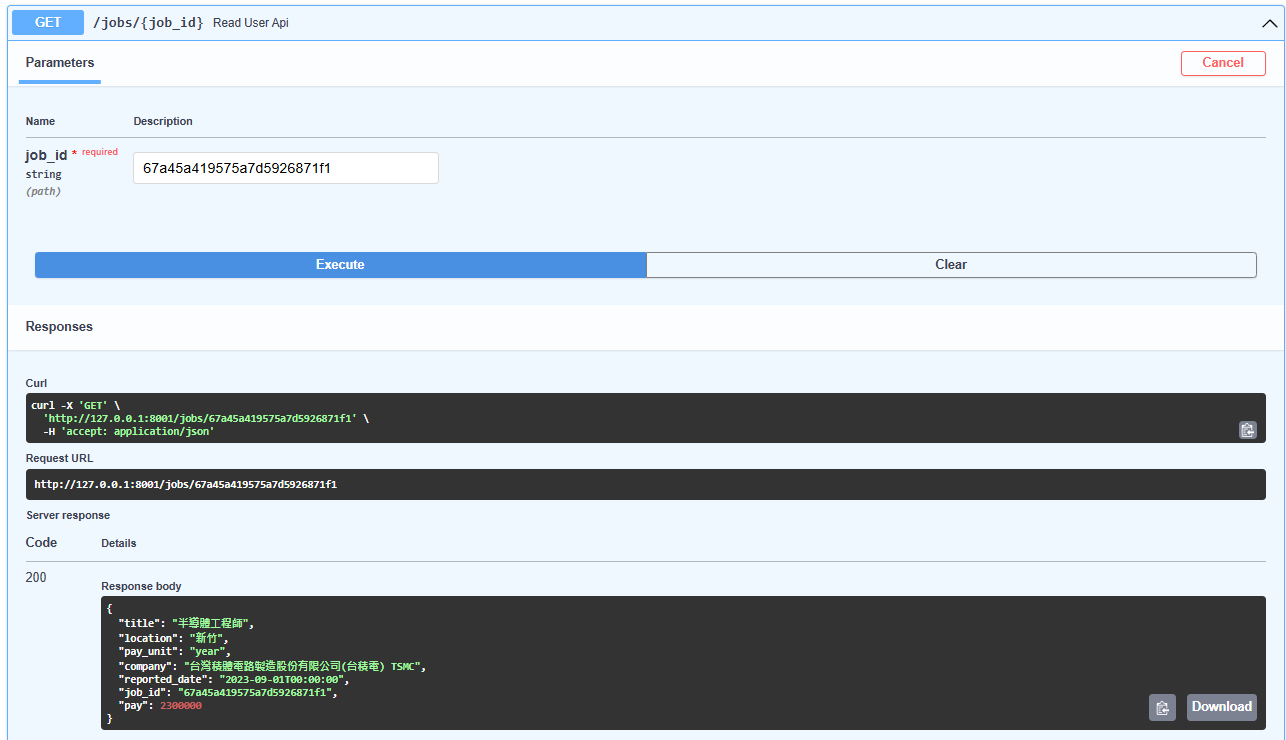 GET /jobs/{job_id} Read User Api
Parameters
Cancel
Name Description
job_id * required
67a45a419575a7d5926871f1
string
(path)
Execute Clear
Responses
Curl
curl -X 'GET' \
'http://127.0.0.1:8001/jobs/67a45a419575a7d5926871f1' \
-H 'accept: application/json'
Request URL
http://127.0.0.1:8001/jobs/67a45a419575a7d5926871f1
Server response
Code Details
200
Response body
{
"title": "半導體工程師",
"location": "新竹",
"pay_unit": "year",
"company": "台灣積體電路製造股份有限公司(台積電) TSMC",
"reported_date": "2023-09-01T00:00:00",
"job_id": "67a45a419575a7d5926871f1",
"pay": 2300000
}
Download